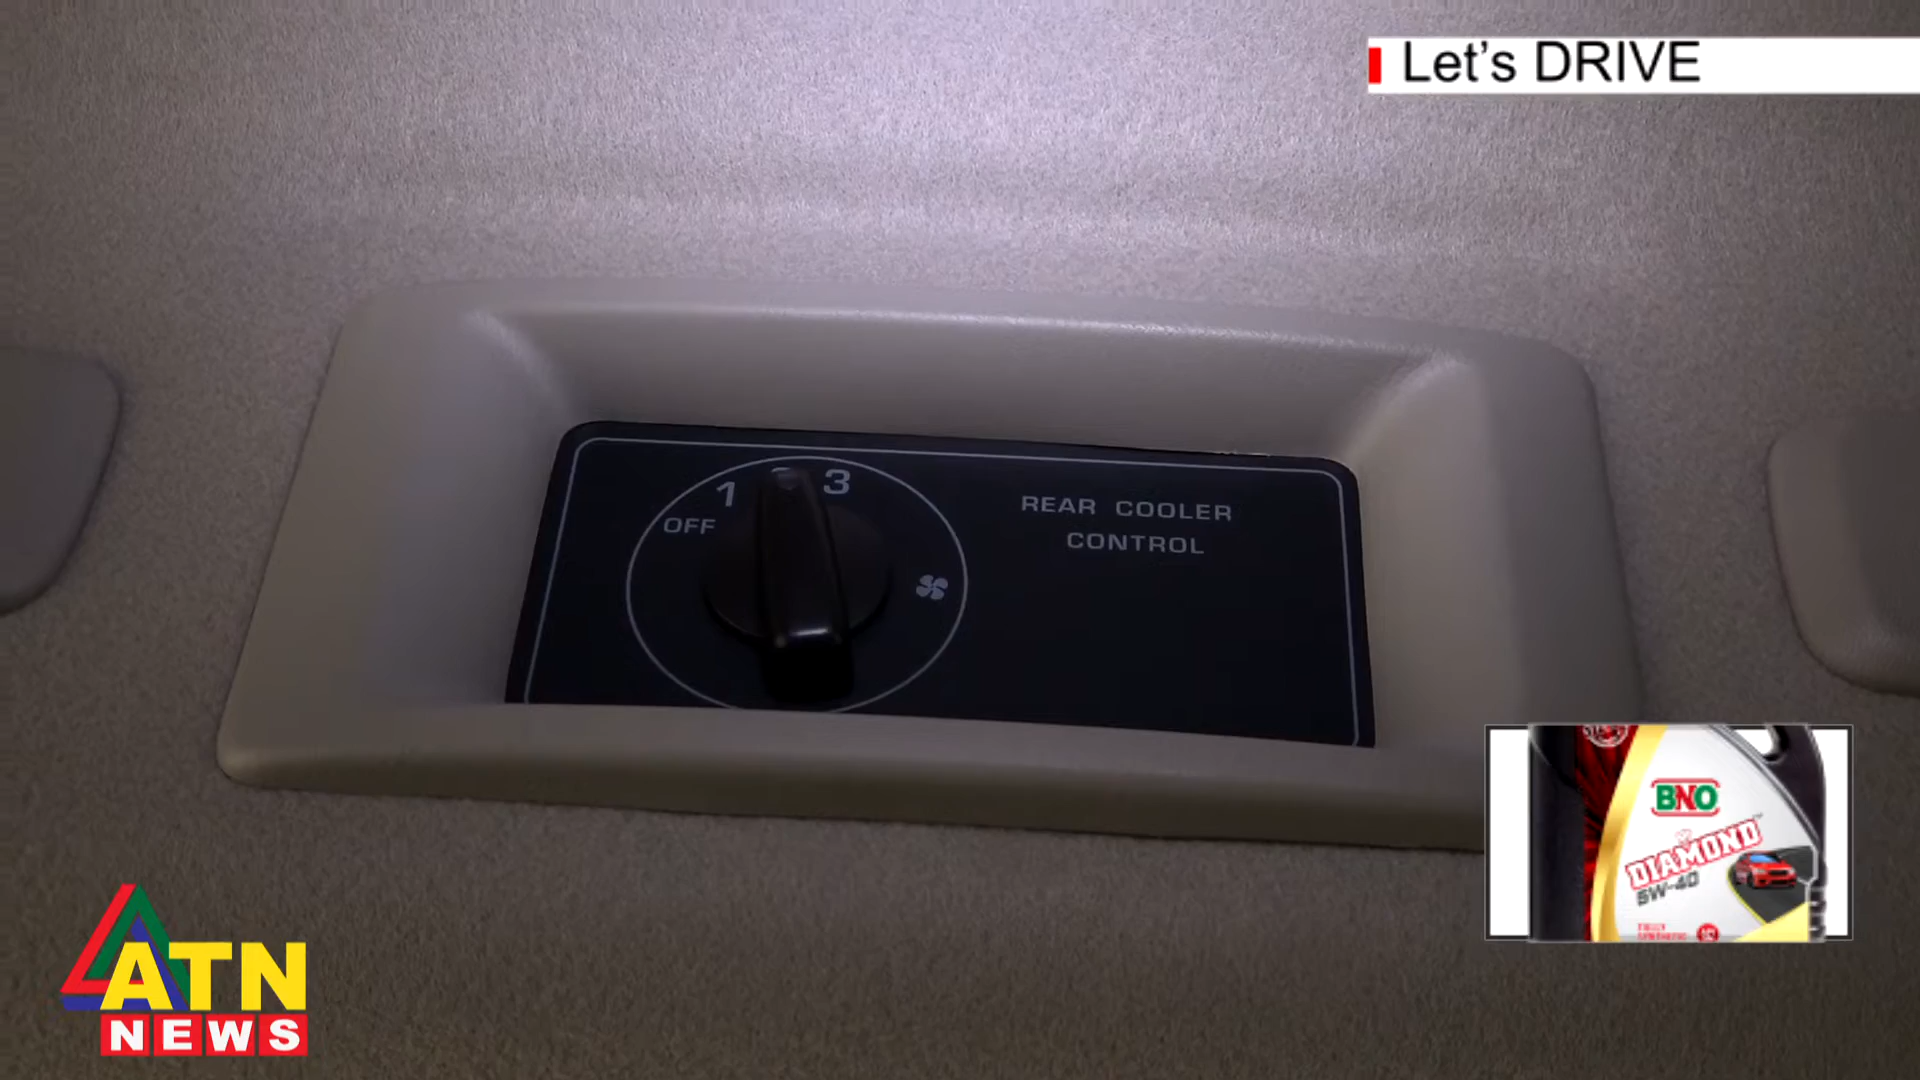 Let's DRIVE
1 3
OFF
REAR COOLER
CONTROL
BNO
DIAMOND
5W-40
ATN
NEWS